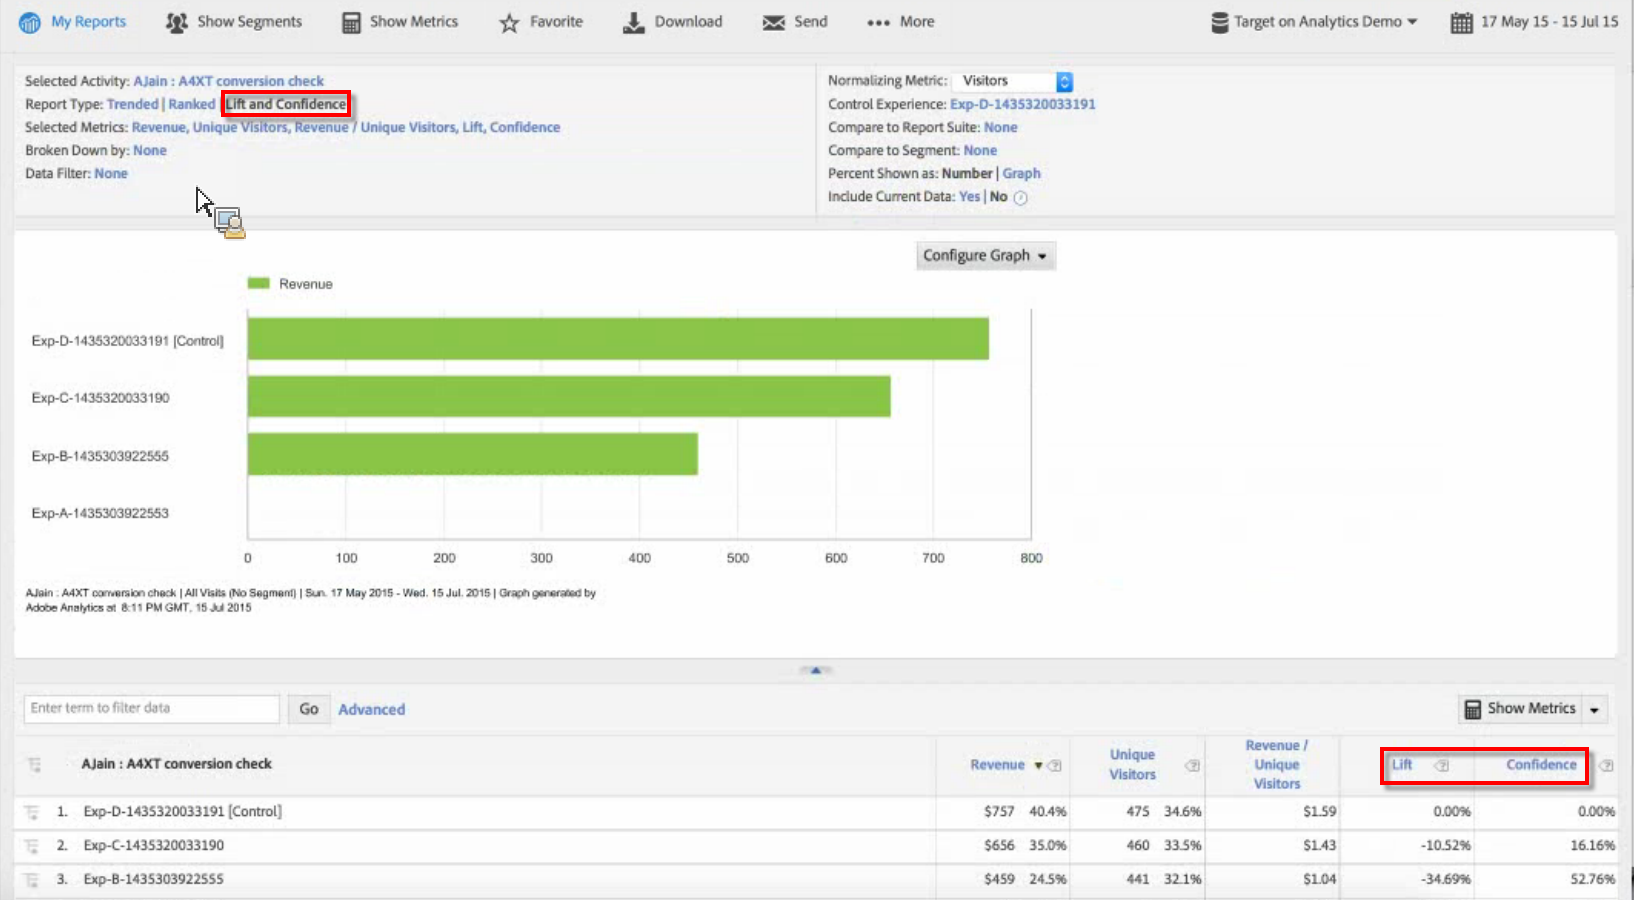 My Reports Show Segments Show Metrics Favorite Download Send More Target on Analytics Demo 17 May 15 - 15 Jul 15
Selected Activity: AJain : A4XT conversion check
Report Type: Trended | Ranked | Lift and Confidence
Selected Metrics: Revenue, Unique Visitors, Revenue / Unique Visitors, Lift, Confidence
Broken Down by: None
Data Filter: None
Normalizing Metric: Visitors
Control Experience: Exp-D-1435320033191
Compare to Report Suite: None
Compare to Segment: None
Percent Shown as: Number | Graph
Include Current Data: Yes | No
Configure Graph
Revenue
Exp-D-1435320033191 [Control]
Exp-C-1435320033190
Exp-B-1435303922555
Exp-A-1435303922553
0 100 200 300 400 500 600 700 800
AJain : A4XT conversion check | All Visits (No Segment) | Sun. 17 May 2015 - Wed. 15 Jul. 2015 | Graph generated by
Adobe Analytics at 8:11 PM GMT, 15 Jul 2015
Enter term to filter data Go Advanced Show Metrics
AJain : A4XT conversion check Revenue Unique Visitors Revenue / Unique Visitors Lift Confidence
1. Exp-D-1435320033191 [Control] $757 40.4% 475 34.6% $1.59 0.00% 0.00%
2. Exp-C-1435320033190 $656 35.0% 460 33.5% $1.43 -10.52% 16.16%
3. Exp-B-1435303922555 $459 24.5% 441 32.1% $1.04 -34.69% 52.76%